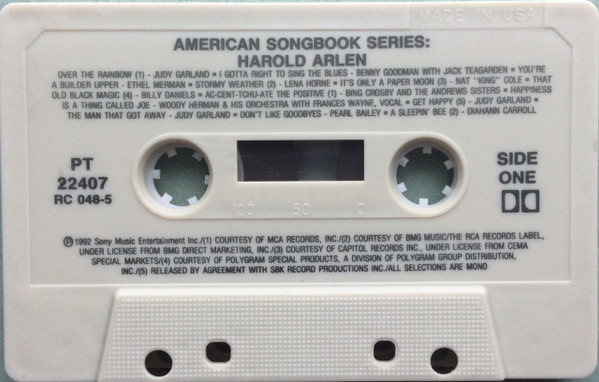 MADE IN USA
AMERICAN SONGBOOK SERIES:
HAROLD ARLEN
OVER THE RAINBOW (1) - JUDY GARLAND • I GOTTA RIGHT TO SING THE BLUES - BENNY GOODMAN WITH JACK TEAGARDEN • YOU'RE
A BUILDER UPPER - ETHEL MERMAN • STORMY WEATHER (2) - LENA HORNE • IT'S ONLY A PAPER MOON (3) - NAT "KING" COLE • THAT
OLD BLACK MAGIC (4) - BILLY DANIELS • AC-CENT-TCHU-ATE THE POSITIVE (1) - BING CROSBY AND THE ANDREWS SISTERS • HAPPINESS
IS A THING CALLED JOE - WOODY HERMAN & HIS ORCHESTRA WITH FRANCES WAYNE, VOCAL • GET HAPPY (5) - JUDY GARLAND •
THE MAN THAT GOT AWAY - JUDY GARLAND • DON'T LIKE GOODBYES - PEARL BAILEY • A SLEEPIN' BEE (2) - DIAHANN CARROLL
PT
22407
RC 048-5
SIDE
ONE
100 50 0
℗ 1992 Sony Music Entertainment Inc./(1) COURTESY OF MCA RECORDS, INC./(2) COURTESY OF BMG MUSIC/THE RCA RECORDS LABEL,
UNDER LICENSE FROM BMG DIRECT MARKETING, INC./(3) COURTESY OF CAPITOL RECORDS INC., UNDER LICENSE FROM CEMA
SPECIAL MARKETS/(4) COURTESY OF POLYGRAM SPECIAL PRODUCTS, A DIVISION OF POLYGRAM GROUP DISTRIBUTION,
INC./(5) RELEASED BY AGREEMENT WITH SBK RECORD PRODUCTIONS INC./ALL SELECTIONS ARE MONO